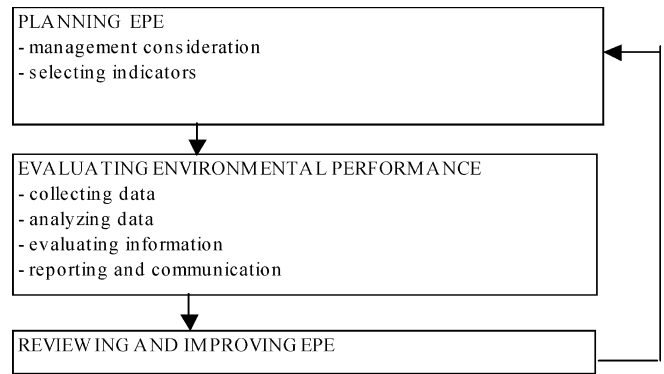 PLANNING EPE
- management consideration
- selecting indicators
EVALUATING ENVIRONMENTAL PERFORMANCE
- collecting data
- analyzing data
- evaluating information
- reporting and communication
REVIEWING AND IMPROVING EPE